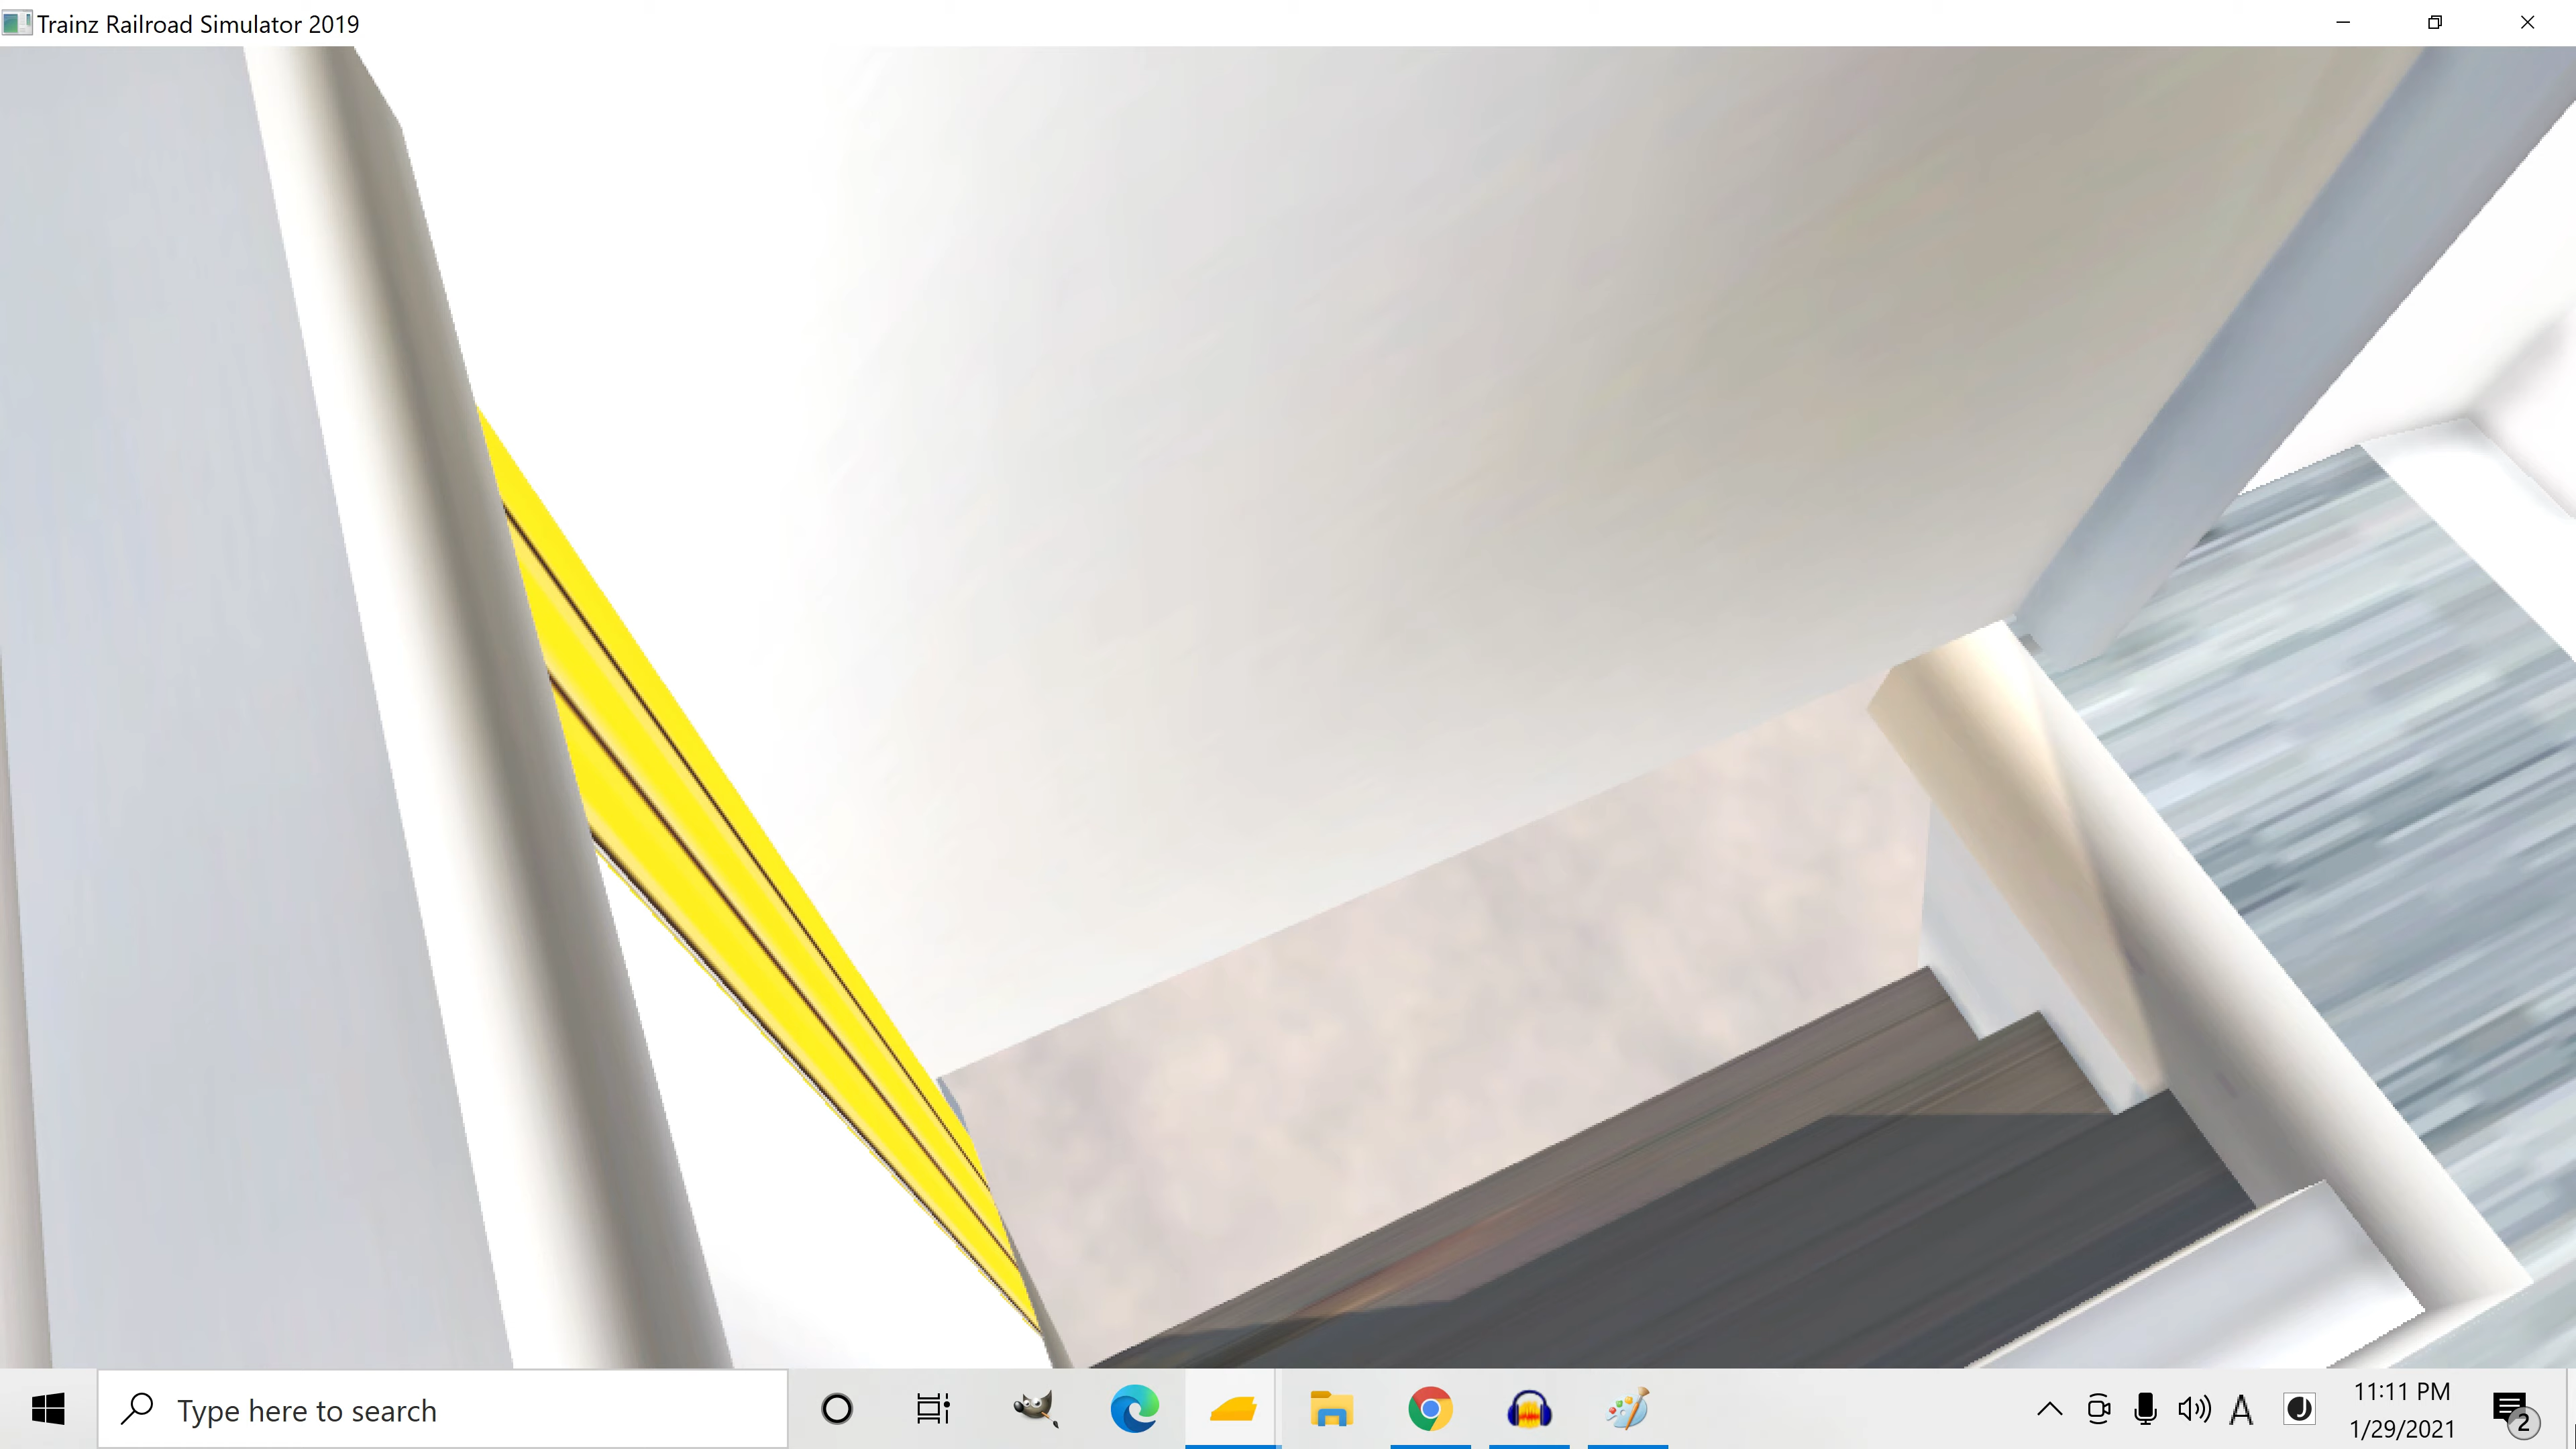 Trainz Railroad Simulator 2019
Type here to search
A
J
11:11 PM
1/29/2021
2